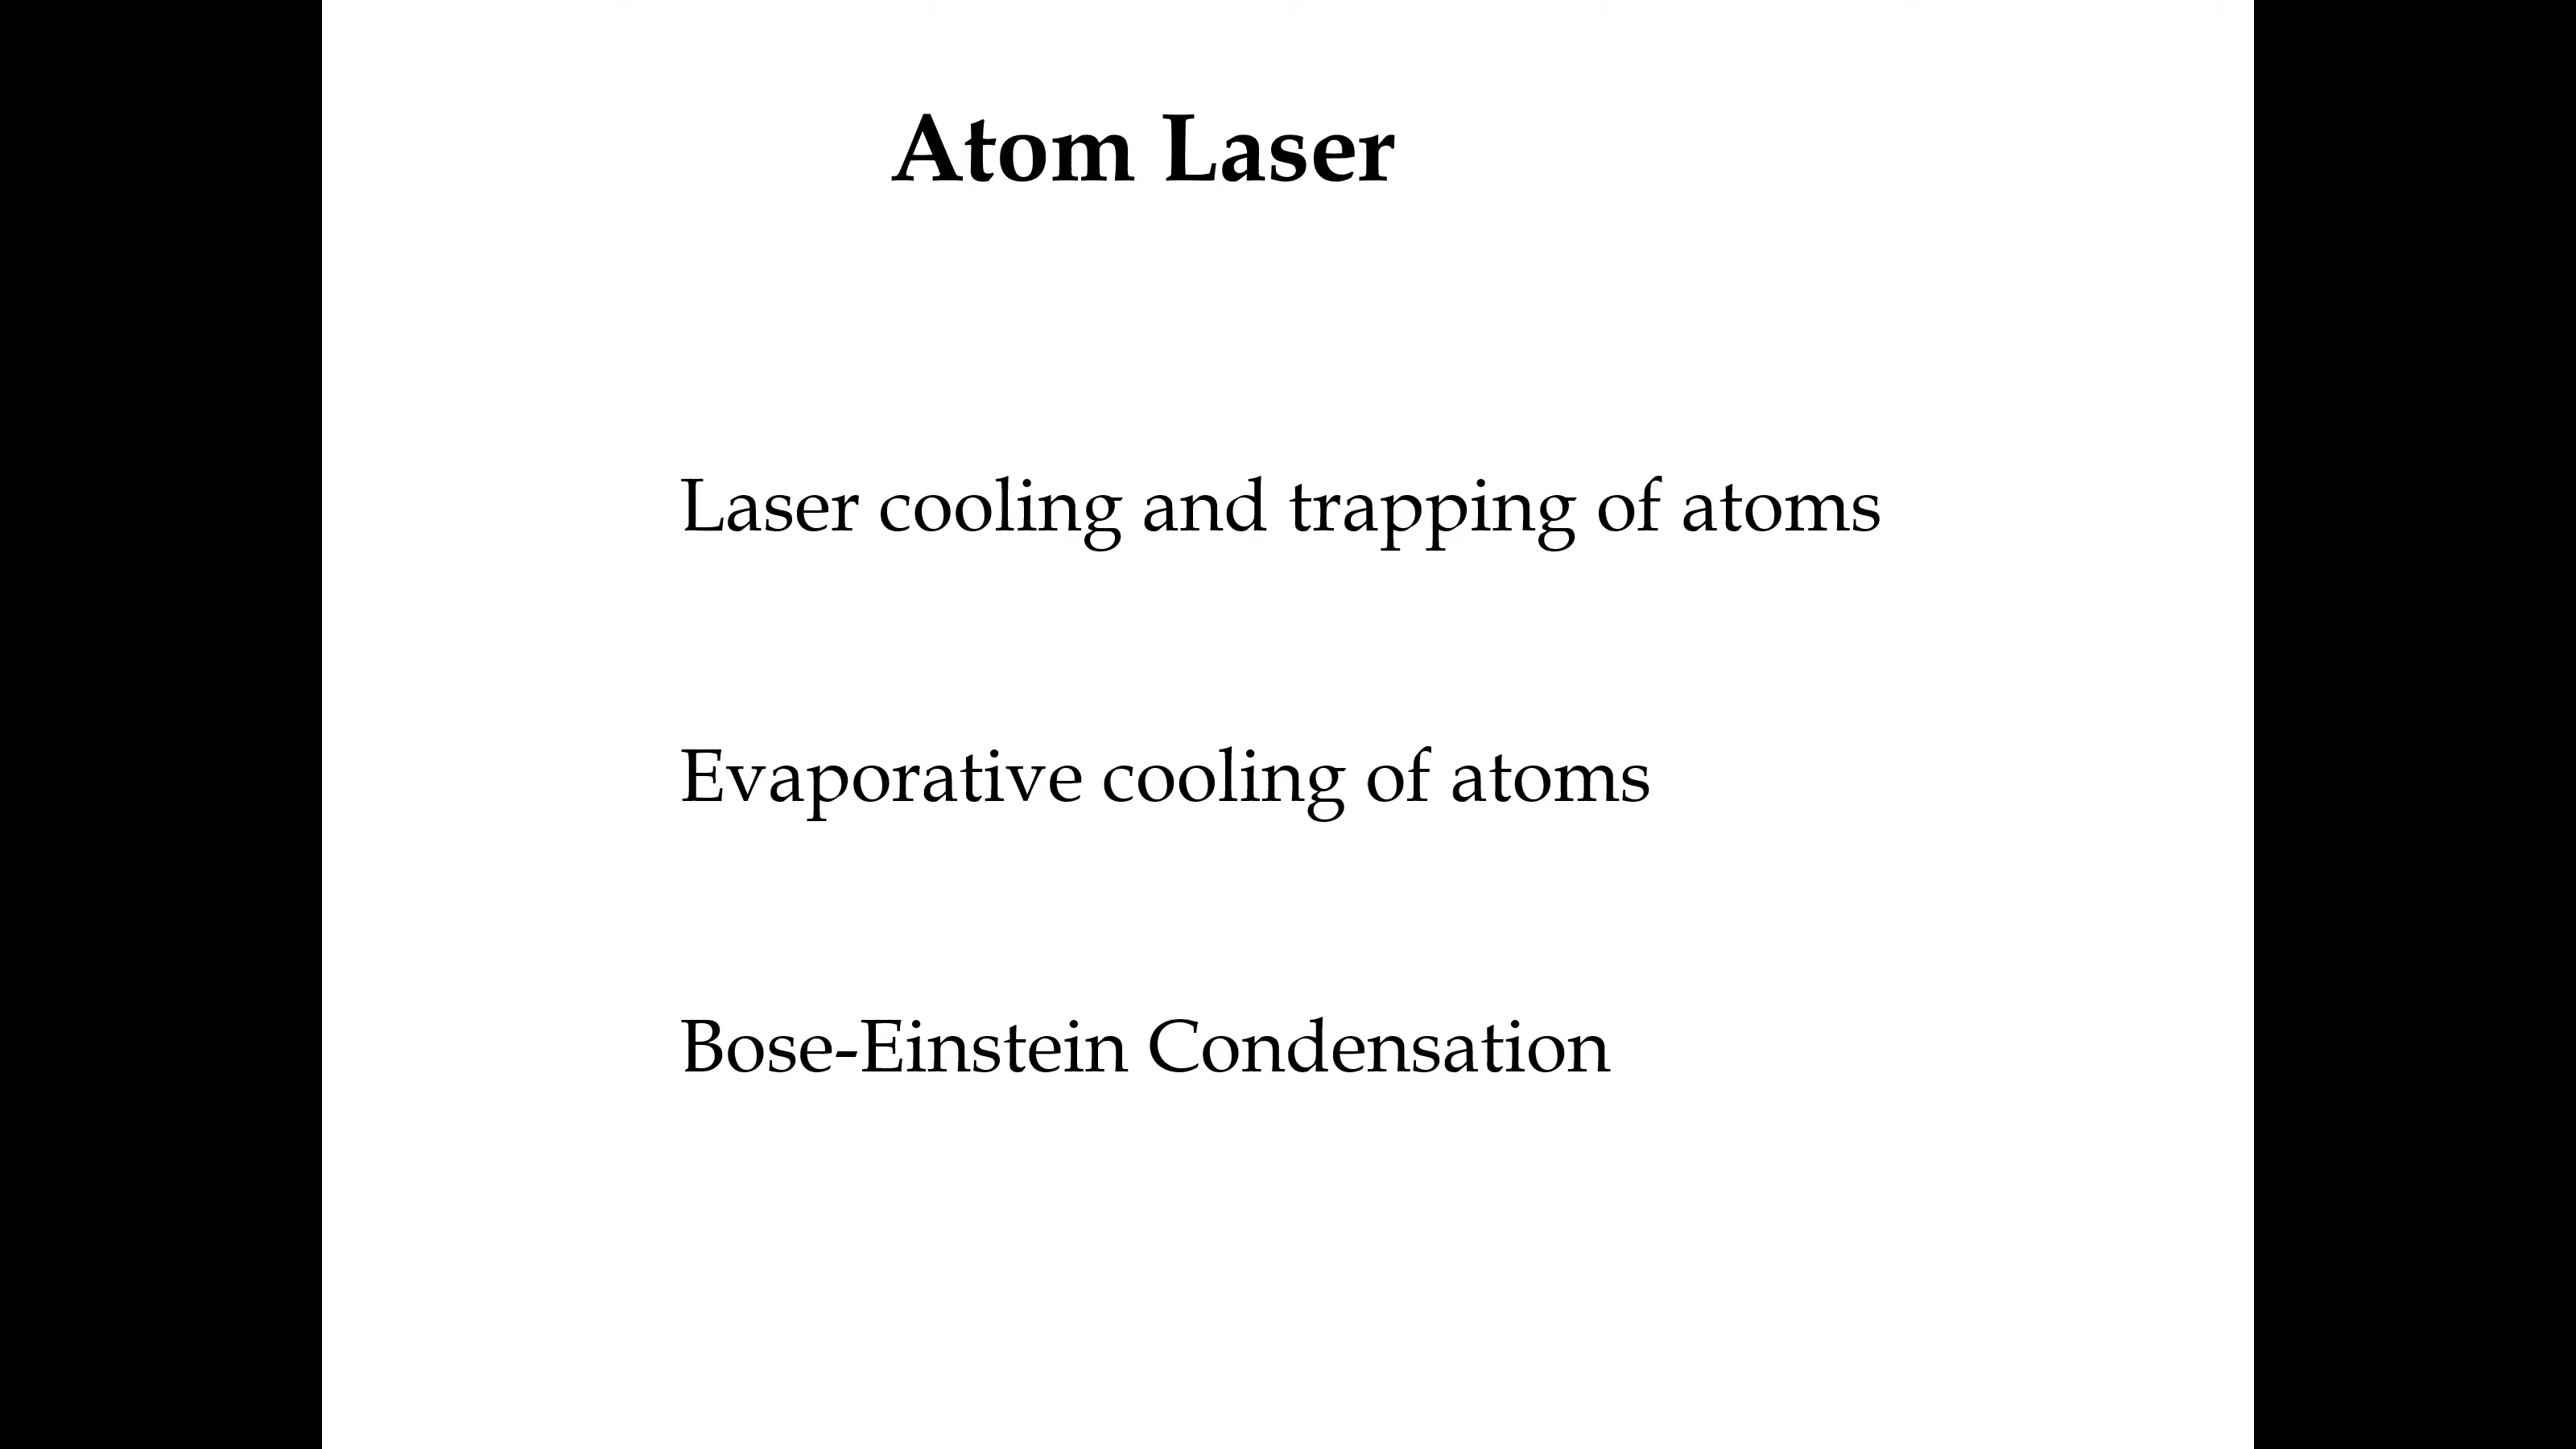 Atom Laser
Laser cooling and trapping of atoms
Evaporative cooling of atoms
Bose-Einstein Condensation